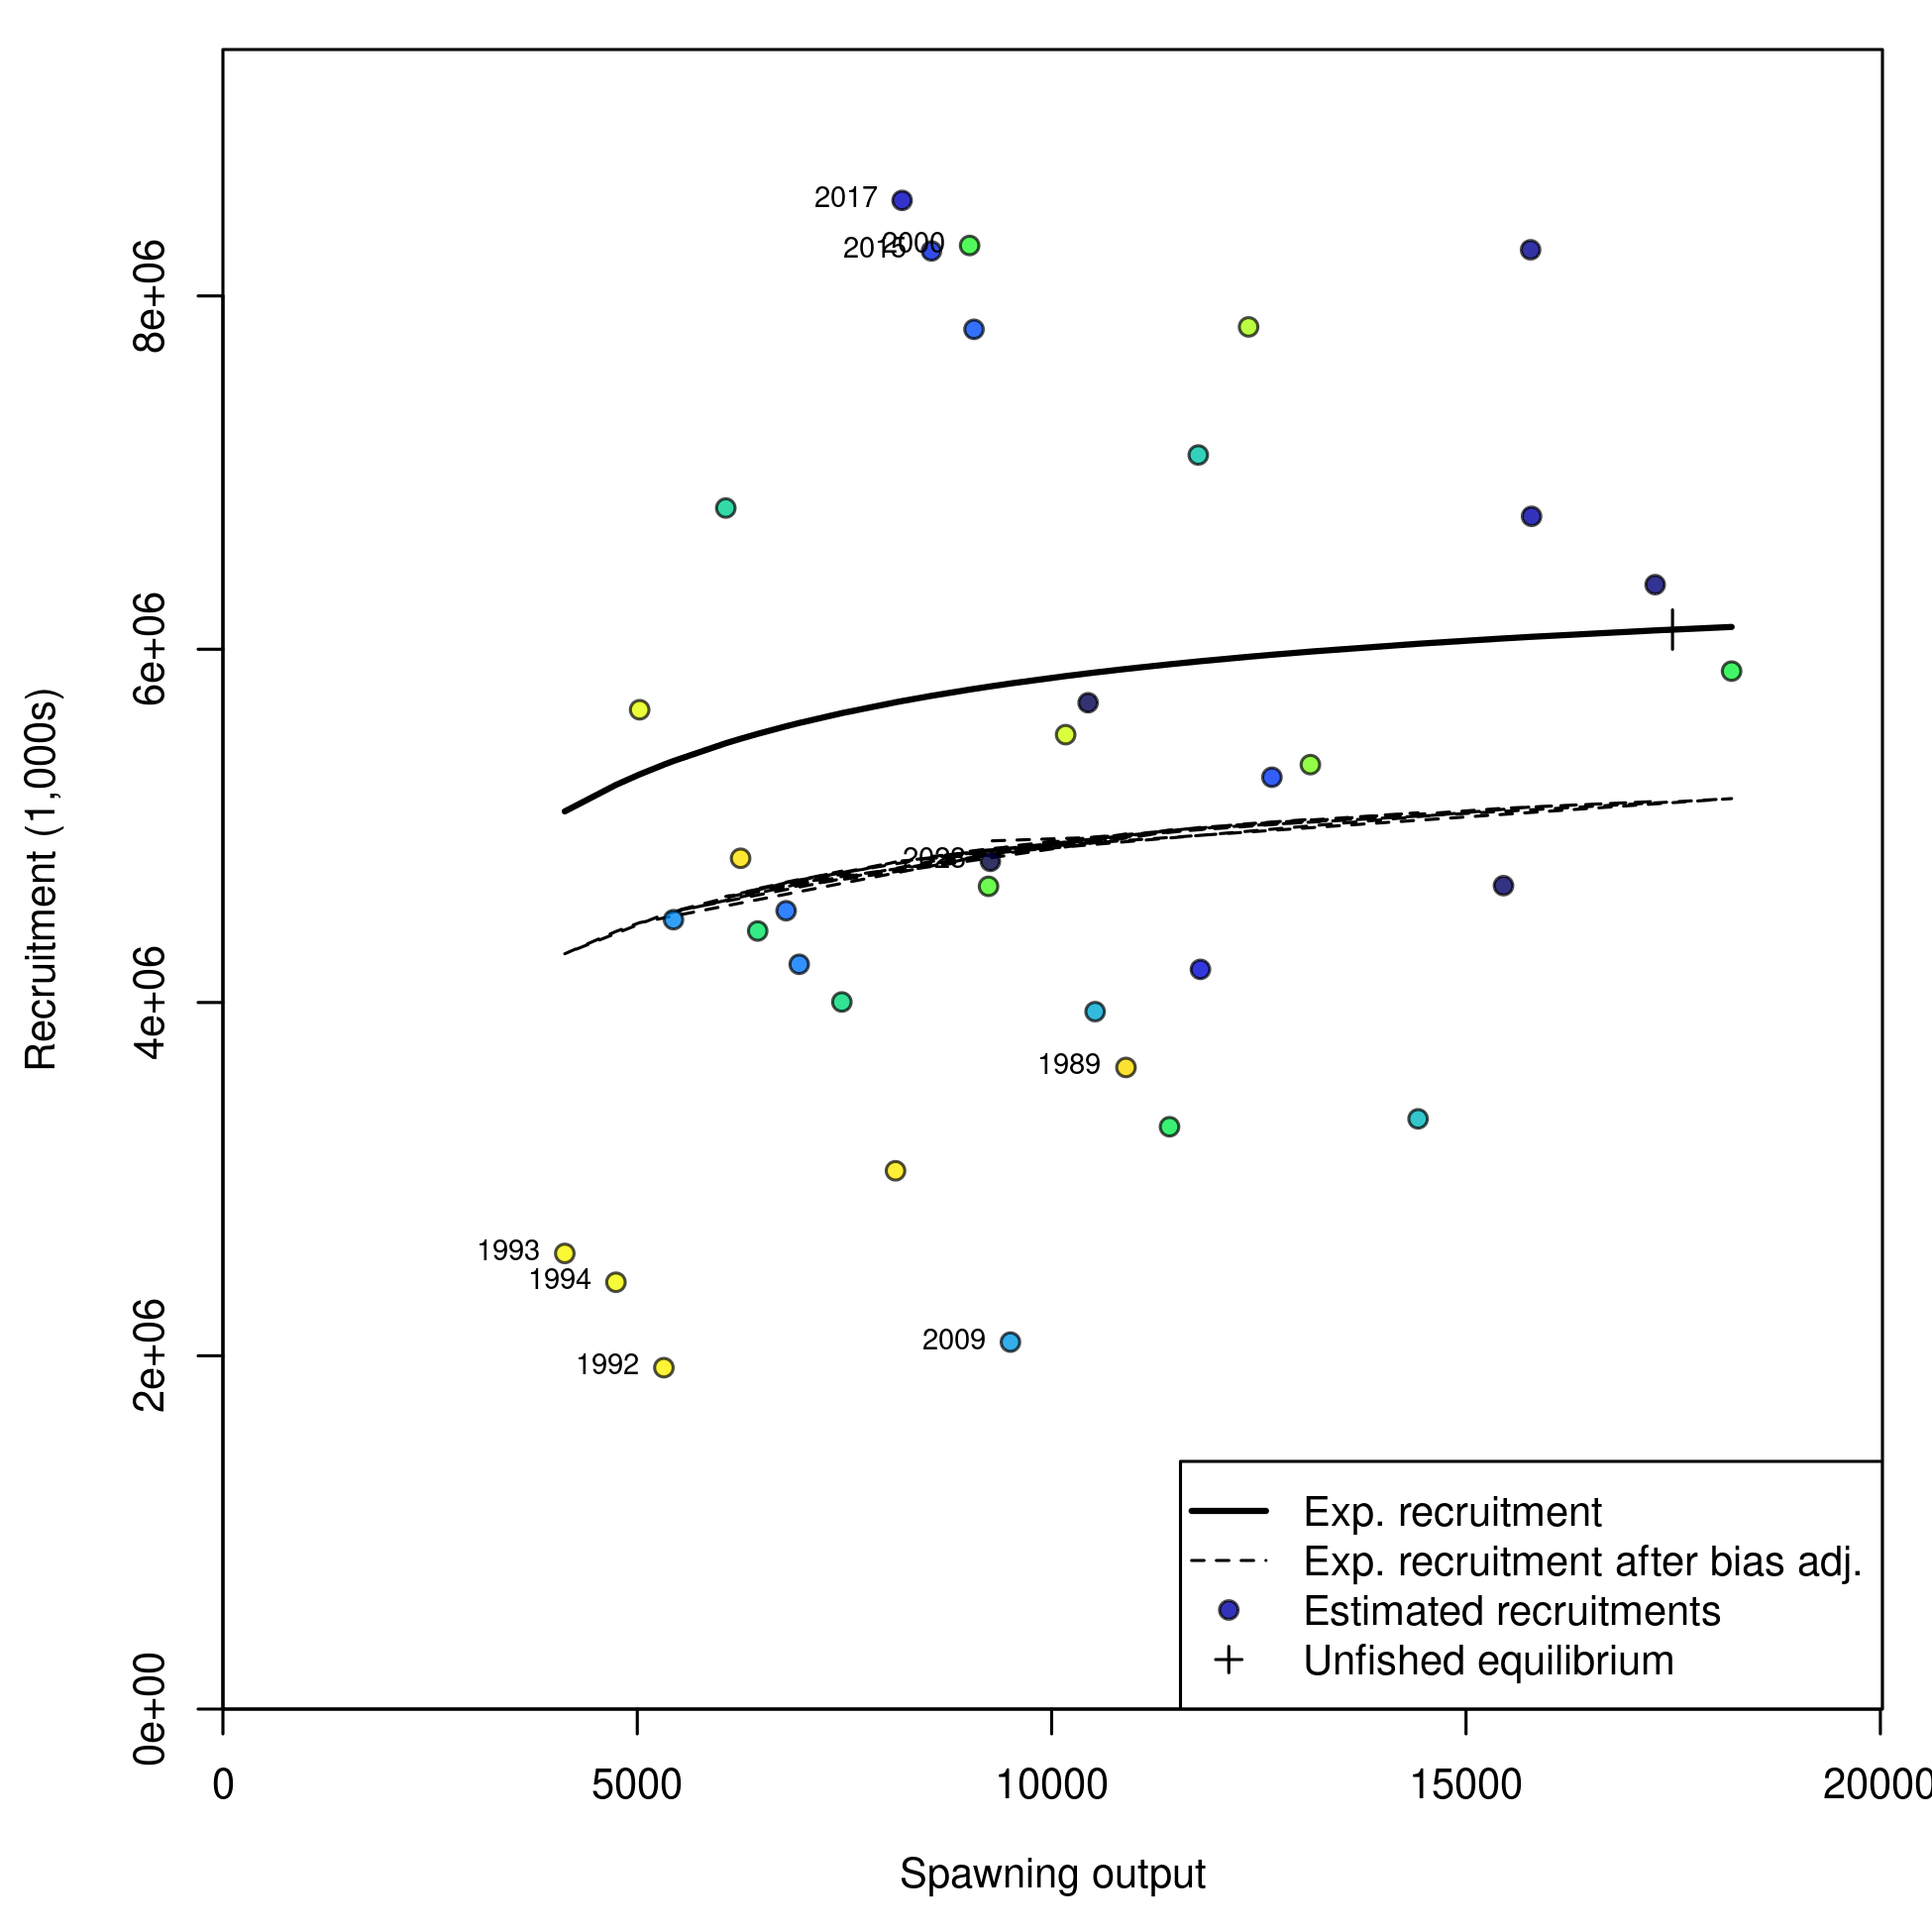 2017
2015
2000
8e+06
6e+06
Recruitment (1,000s)
4e+06
1989
1993
1994
2009
1992
2e+06
Exp. recruitment
Exp. recruitment after bias adj.
Estimated recruitments
Unfished equilibrium
0e+00
0
5000
10000
15000
20000
Spawning output